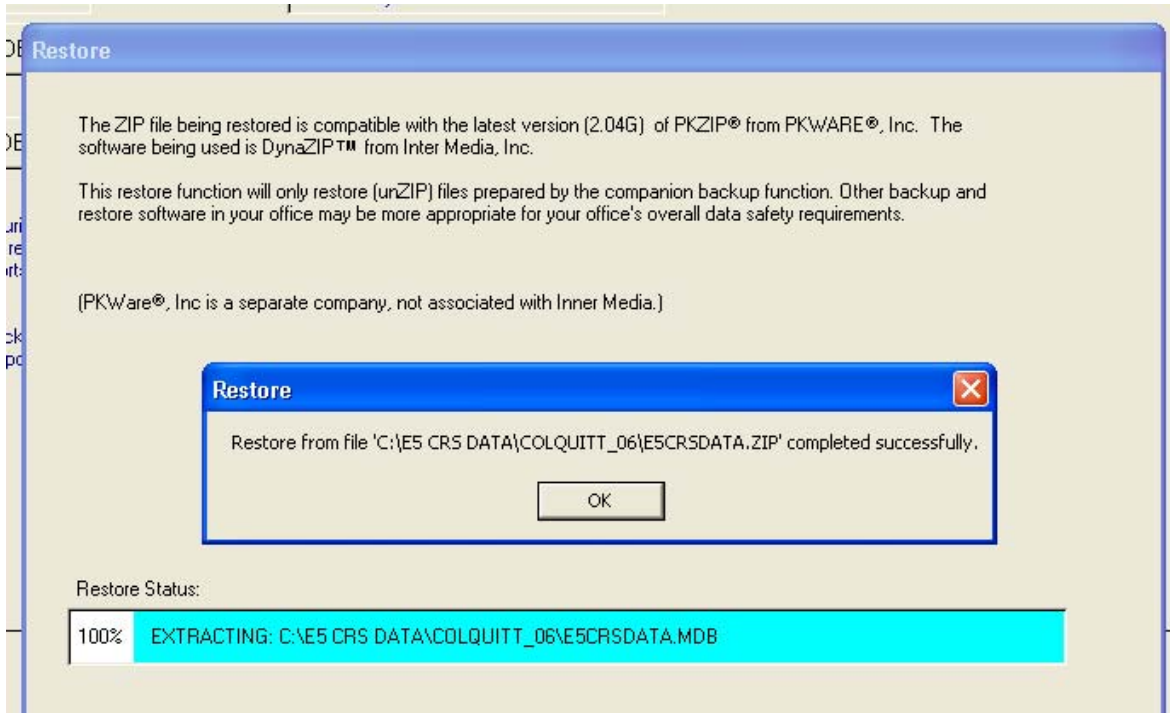 Restore
The ZIP file being restored is compatible with the latest version (2.04G) of PKZIP® from PKWARE®, Inc. The
software being used is DynaZIP™ from Inter Media, Inc.
This restore function will only restore (unZIP) files prepared by the companion backup function. Other backup and
restore software in your office may be more appropriate for your office's overall data safety requirements.
(PKWare®, Inc is a separate company, not associated with Inner Media.)
Restore
Restore from file 'C:\E5 CRS DATA\COLQUITT_06\E5CRSDATA.ZIP' completed successfully.
OK
Restore Status:
100% EXTRACTING: C:\E5 CRS DATA\COLQUITT_06\E5CRSDATA.MDB